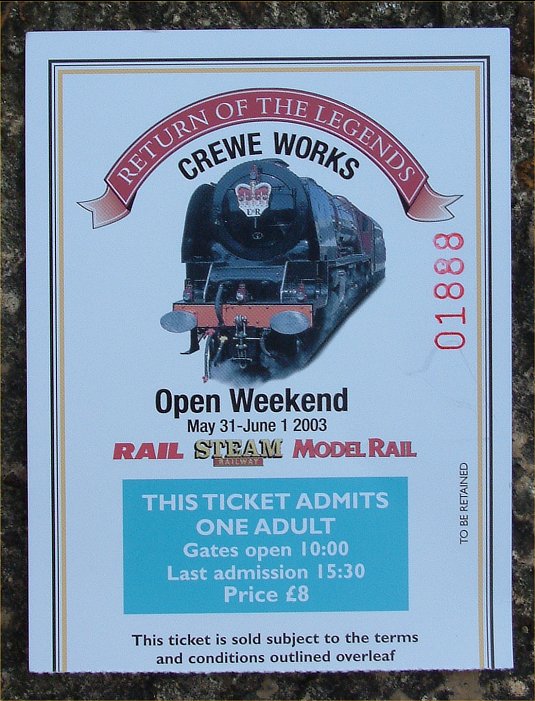 RETURN OF THE LEGENDS
CREWE WORKS
E II R
01888
Open Weekend
May 31-June 1 2003
RAIL STEAM RAILWAY MODEL RAIL
THIS TICKET ADMITS
ONE ADULT
Gates open 10:00
Last admission 15:30
Price £8
TO BE RETAINED
This ticket is sold subject to the terms
and conditions outlined overleaf